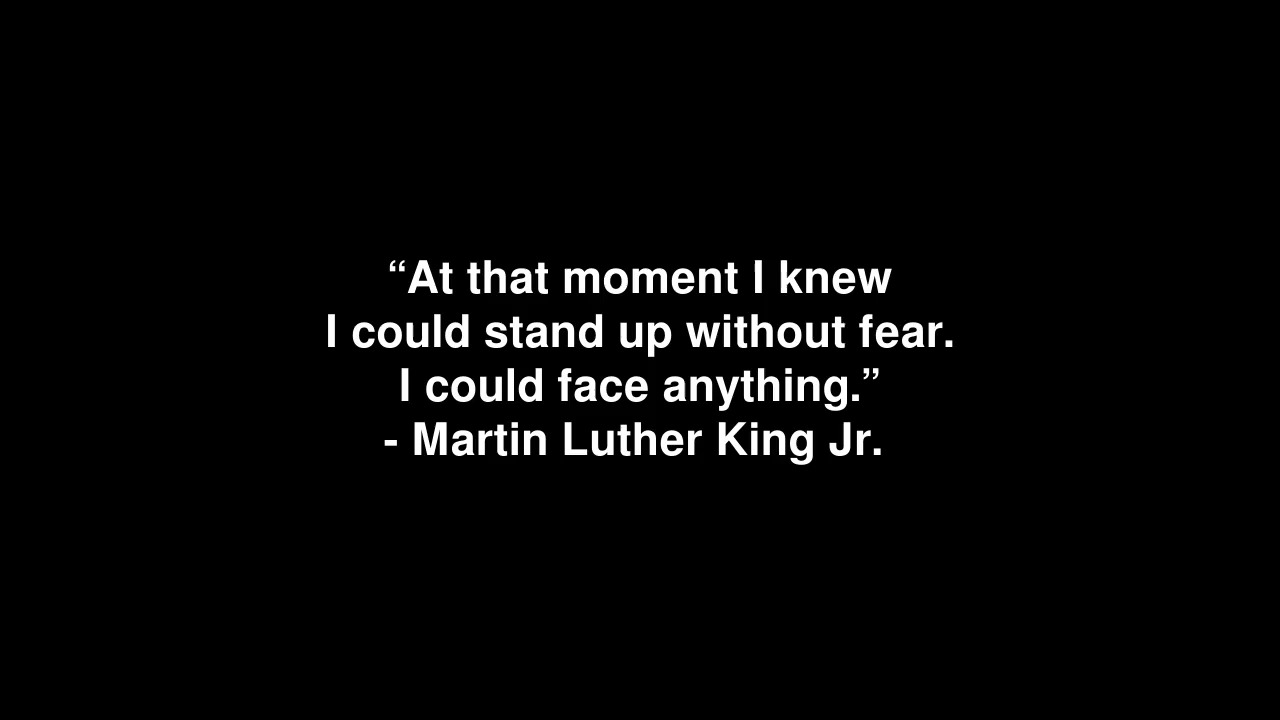 “At that moment I knew
I could stand up without fear.
I could face anything.”
- Martin Luther King Jr.